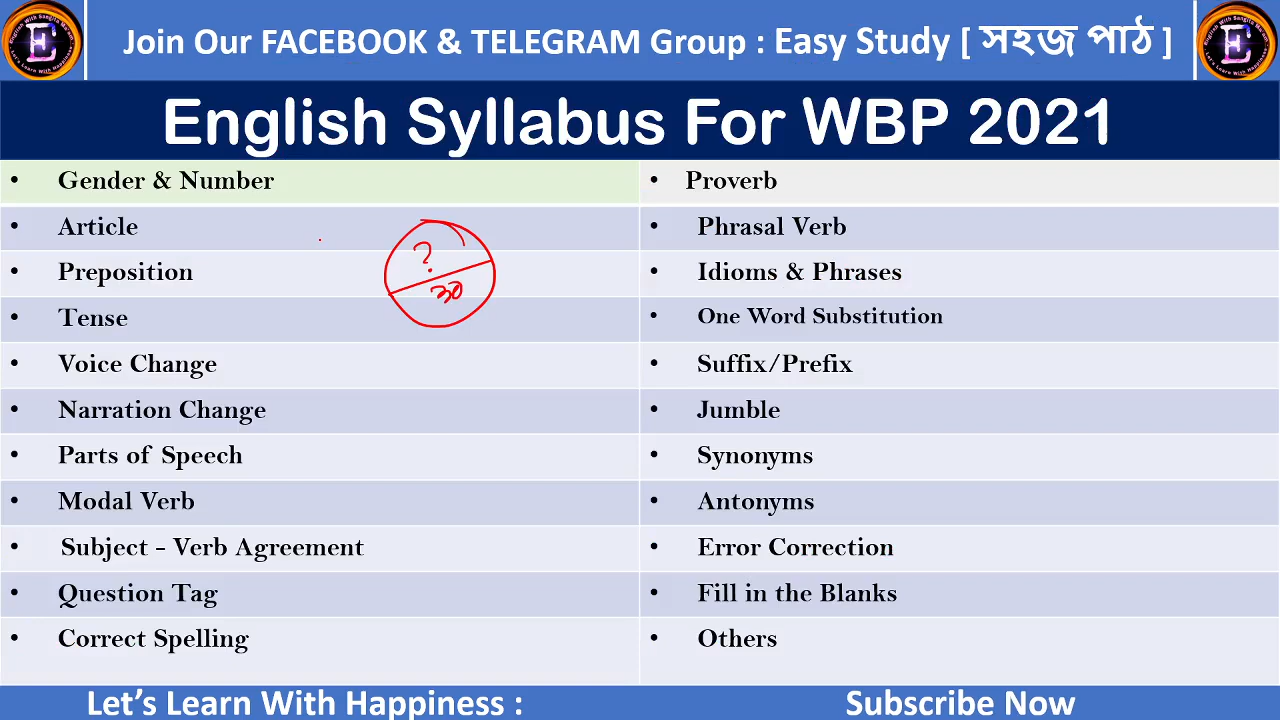 Join Our FACEBOOK & TELEGRAM Group : Easy Study [ সহজ পাঠ ]
English Syllabus For WBP 2021
• Gender & Number
• Article
• Preposition
• Tense
• Voice Change
• Narration Change
• Parts of Speech
• Modal Verb
• Subject – Verb Agreement
• Question Tag
• Correct Spelling
• Proverb
• Phrasal Verb
• Idioms & Phrases
• One Word Substitution
• Suffix/Prefix
• Jumble
• Synonyms
• Antonyms
• Error Correction
• Fill in the Blanks
• Others
?
30
Let’s Learn With Happiness :
Subscribe Now